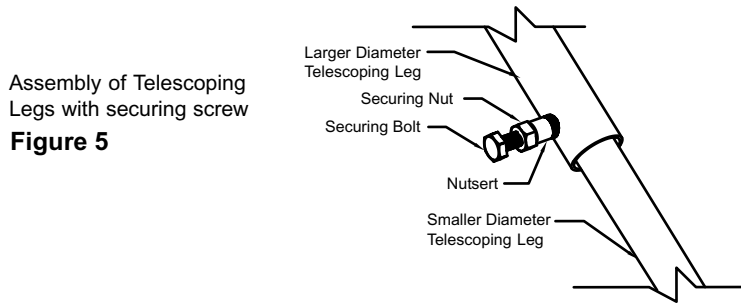 Assembly of Telescoping
Legs with securing screw
Figure 5
Larger Diameter
Telescoping Leg
Securing Nut
Securing Bolt
Nutsert
Smaller Diameter
Telescoping Leg